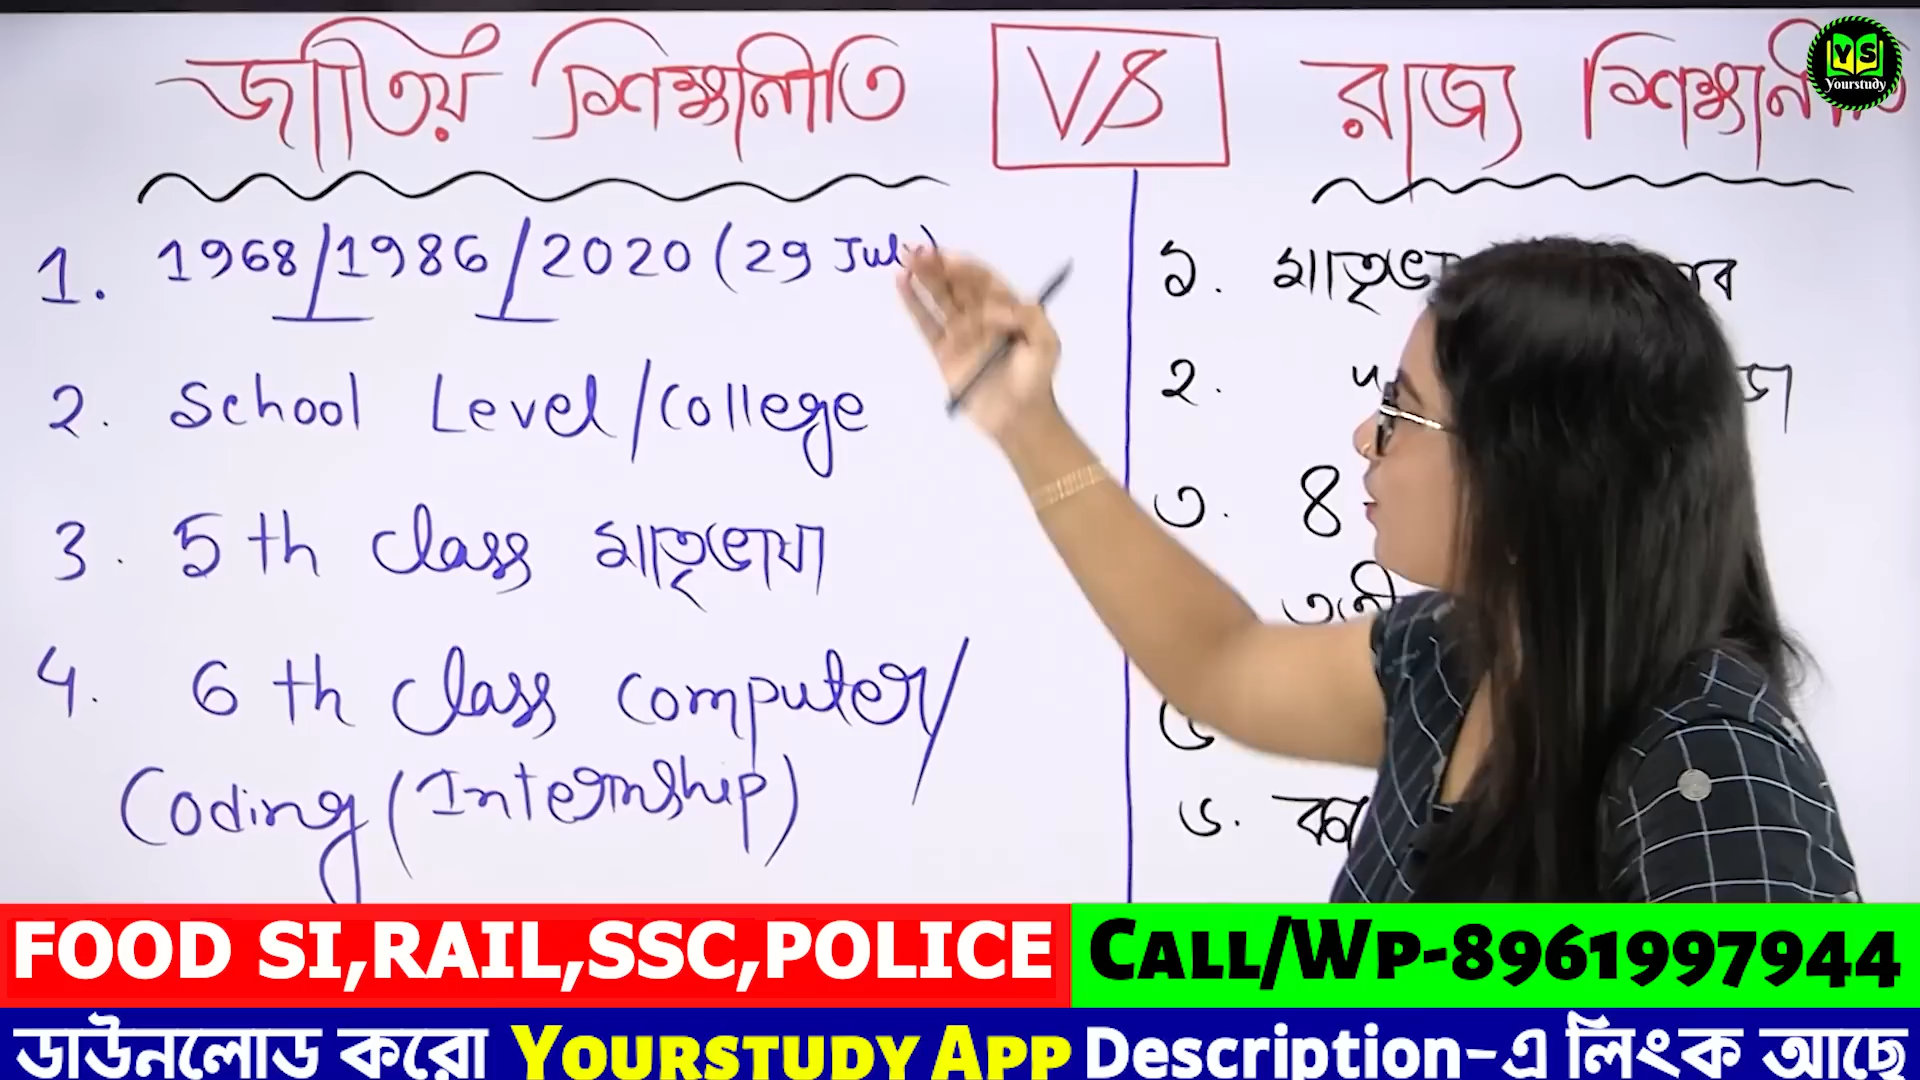 জাতিয় শিক্ষানীতি
VS
রাজ্য শিক্ষানীতি
YS
Yourstudy
1. 1968/1986/2020 (29 July)
2. School Level/College
3. 5th Class মাতৃভাষা
4. 6th Class Computer/
Coding (Internship)
১.
২.
৩. 8
৬.
FOOD SI,RAIL,SSC,POLICE
CALL/WP-8961997944
ডাউনলোড করো YOURSTUDY APP Description-এ লিংক আছে